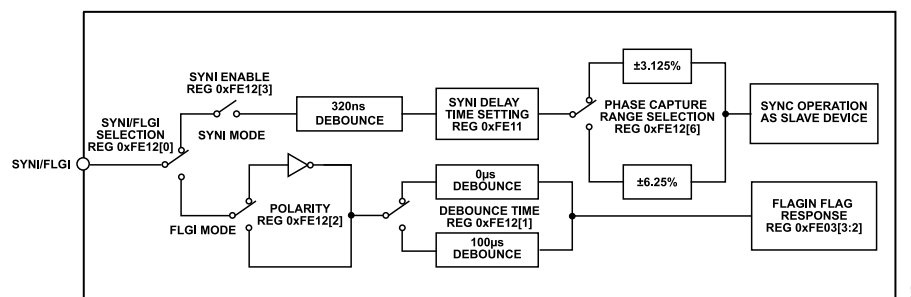 SYNI/FLGI
SYNI/FLGI
SELECTION
REG 0xFE12[0]
SYNI ENABLE
REG 0xFE12[3]
SYNI MODE
320ns
DEBOUNCE
SYNI DELAY
TIME SETTING
REG 0xFE11
±3.125%
PHASE CAPTURE
RANGE SELECTION
REG 0xFE12[6]
±6.25%
SYNC OPERATION
AS SLAVE DEVICE
FLGI MODE
POLARITY
REG 0xFE12[2]
0µs
DEBOUNCE
DEBOUNCE TIME
REG 0xFE12[1]
100µs
DEBOUNCE
FLAGIN FLAG
RESPONSE
REG 0xFE03[3:2]